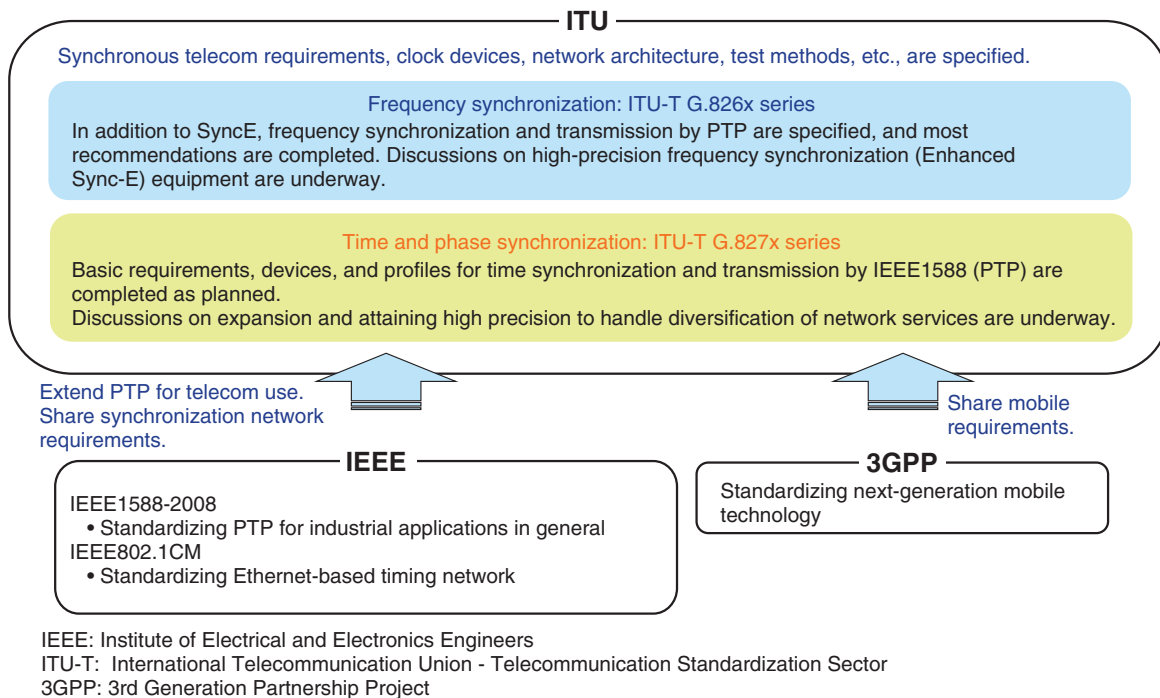 ITU
Synchronous telecom requirements, clock devices, network architecture, test methods, etc., are specified.
Frequency synchronization: ITU-T G.826x series
In addition to SyncE, frequency synchronization and transmission by PTP are specified, and most
recommendations are completed. Discussions on high-precision frequency synchronization (Enhanced
Sync-E) equipment are underway.
Time and phase synchronization: ITU-T G.827x series
Basic requirements, devices, and profiles for time synchronization and transmission by IEEE1588 (PTP) are
completed as planned.
Discussions on expansion and attaining high precision to handle diversification of network services are underway.
Extend PTP for telecom use.
Share synchronization network
requirements.
Share mobile
requirements.
IEEE
IEEE1588-2008
• Standardizing PTP for industrial applications in general
IEEE802.1CM
• Standardizing Ethernet-based timing network
3GPP
Standardizing next-generation mobile
technology
IEEE: Institute of Electrical and Electronics Engineers
ITU-T: International Telecommunication Union - Telecommunication Standardization Sector
3GPP: 3rd Generation Partnership Project